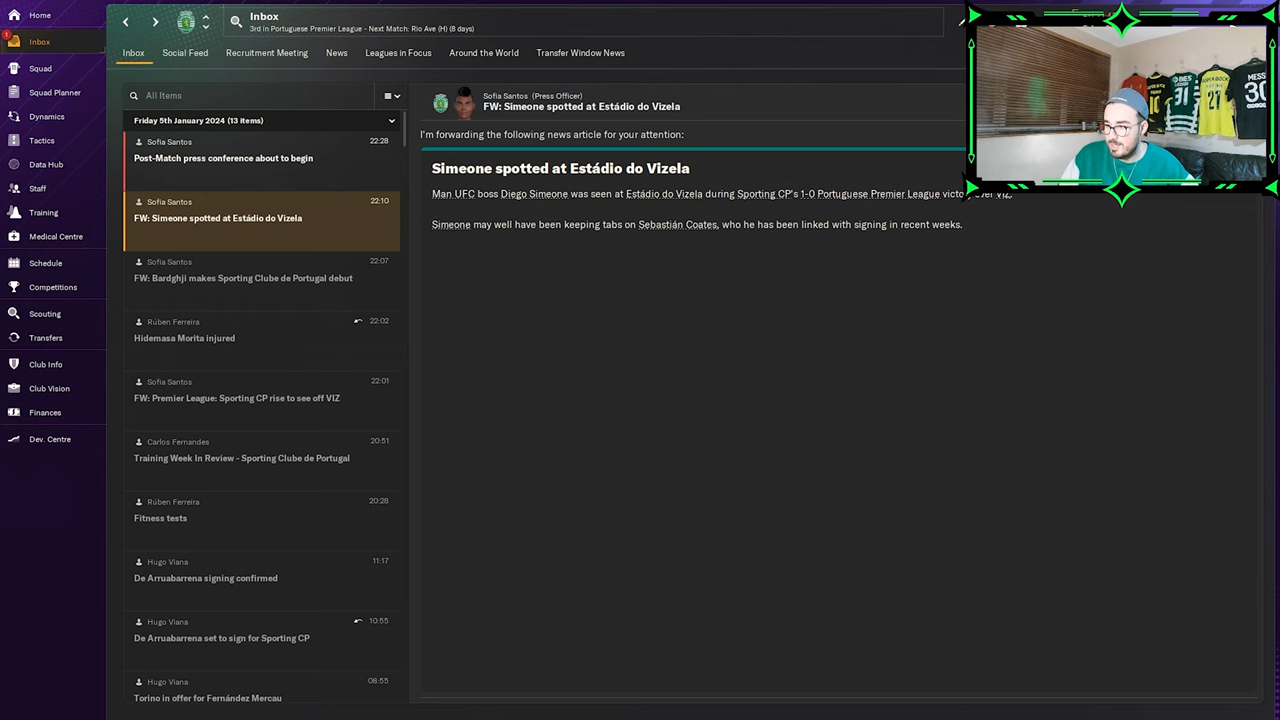 Home
Inbox
1
Squad
Squad Planner
Dynamics
Tactics
Data Hub
Staff
Training
Medical Centre
Schedule
Competitions
Scouting
Transfers
Club Info
Club Vision
Finances
Dev. Centre
Inbox
3rd in Portuguese Premier League - Next Match: Rio Ave (H) (8 days)
Inbox
Social Feed
Recruitment Meeting
News
Leagues in Focus
Around the World
Transfer Window News
All Items
Friday 5th January 2024 (13 items)
Sofia Santos 22:28
Post-Match press conference about to begin
Sofia Santos 22:10
FW: Simeone spotted at Estádio do Vizela
Sofia Santos 22:07
FW: Bardghji makes Sporting Clube de Portugal debut
Rúben Ferreira 22:02
Hidemasa Morita injured
Sofia Santos 22:01
FW: Premier League: Sporting CP rise to see off VIZ
Carlos Fernandes 20:51
Training Week In Review - Sporting Clube de Portugal
Rúben Ferreira 20:28
Fitness tests
Hugo Viana 11:17
De Arruabarrena signing confirmed
Hugo Viana 10:55
De Arruabarrena set to sign for Sporting CP
Hugo Viana 08:55
Torino in offer for Fernández Mercau
Sofia Santos (Press Officer)
FW: Simeone spotted at Estádio do Vizela
I'm forwarding the following news article for your attention:
Simeone spotted at Estádio do Vizela
Man UFC boss Diego Simeone was seen at Estádio do Vizela during Sporting CP's 1-0 Portuguese Premier League victory over
Simeone may well have been keeping tabs on Sebastián Coates, who he has been linked with signing in recent weeks.
31
21
MESSI
30